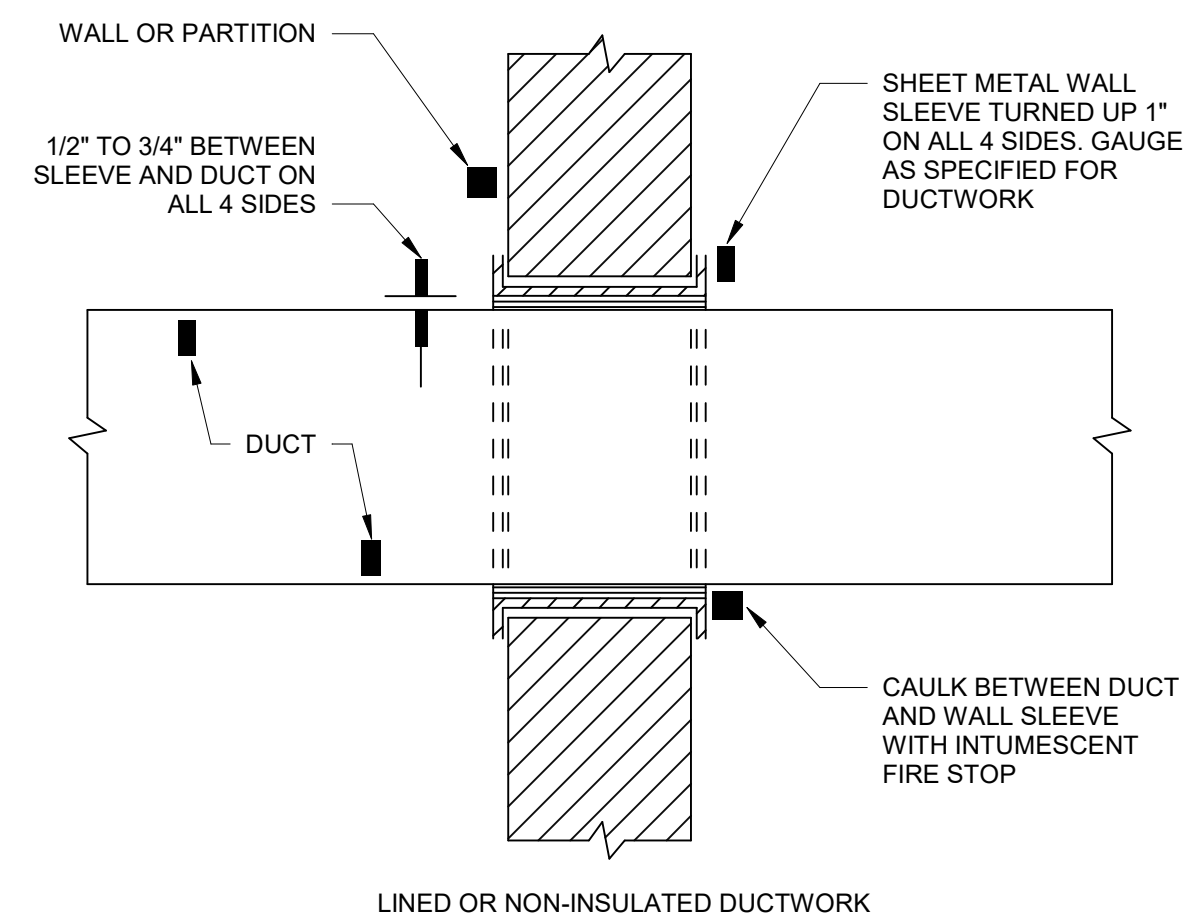 WALL OR PARTITION
1/2" TO 3/4" BETWEEN
SLEEVE AND DUCT ON
ALL 4 SIDES
SHEET METAL WALL
SLEEVE TURNED UP 1"
ON ALL 4 SIDES. GAUGE
AS SPECIFIED FOR
DUCTWORK
DUCT
CAULK BETWEEN DUCT
AND WALL SLEEVE
WITH INTUMESCENT
FIRE STOP
LINED OR NON-INSULATED DUCTWORK